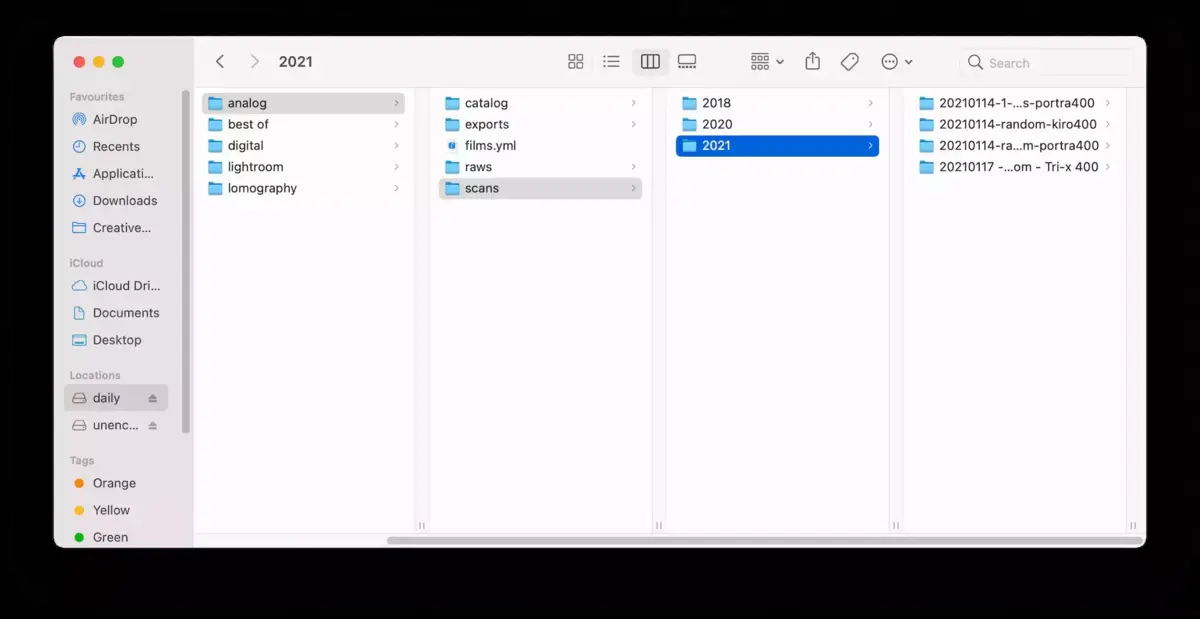 2021
Search
Favourites
AirDrop
Recents
Applicati...
Downloads
Creative...
iCloud
iCloud Dri...
Documents
Desktop
Locations
daily
unenc...
Tags
Orange
Yellow
Green
analog
best of
digital
lightroom
lomography
catalog
exports
films.yml
raws
scans
2018
2020
2021
20210114-1-...s-portra400
20210114-random-kiro400
20210114-ra...m-portra400
20210117 -...om - Tri-x 400